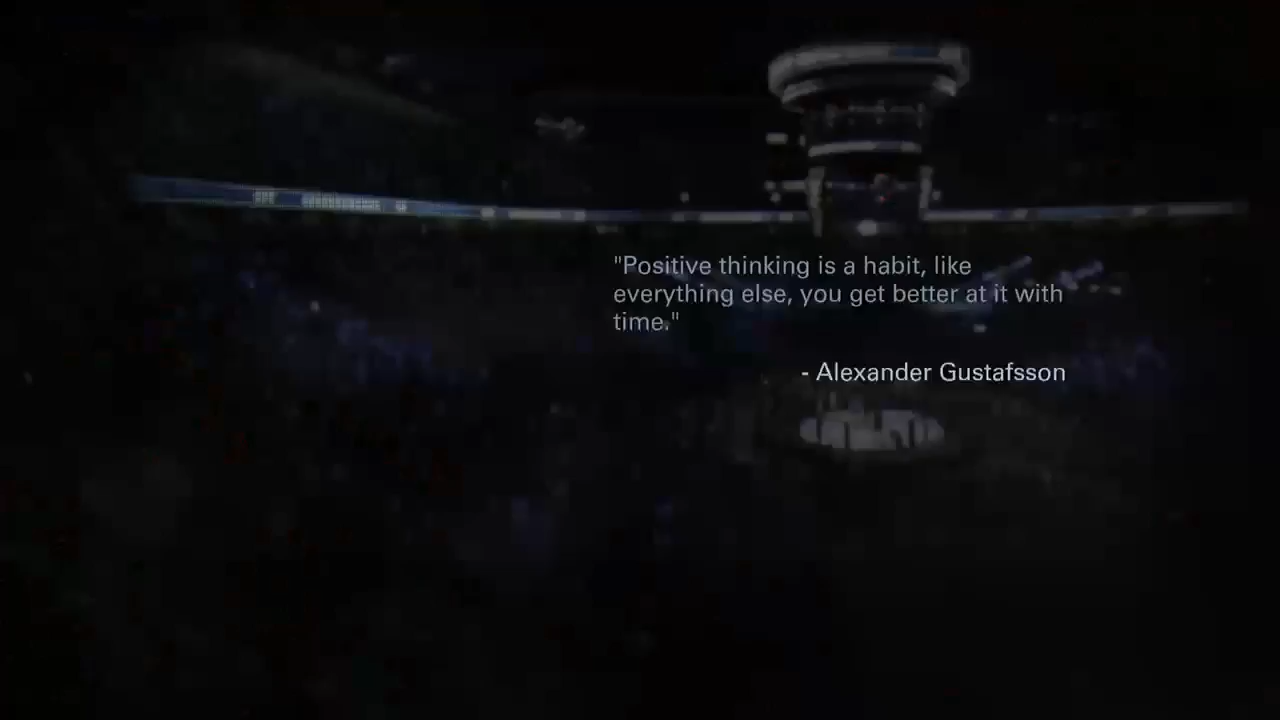 "Positive thinking is a habit, like
everything else, you get better at it with
time."
- Alexander Gustafsson